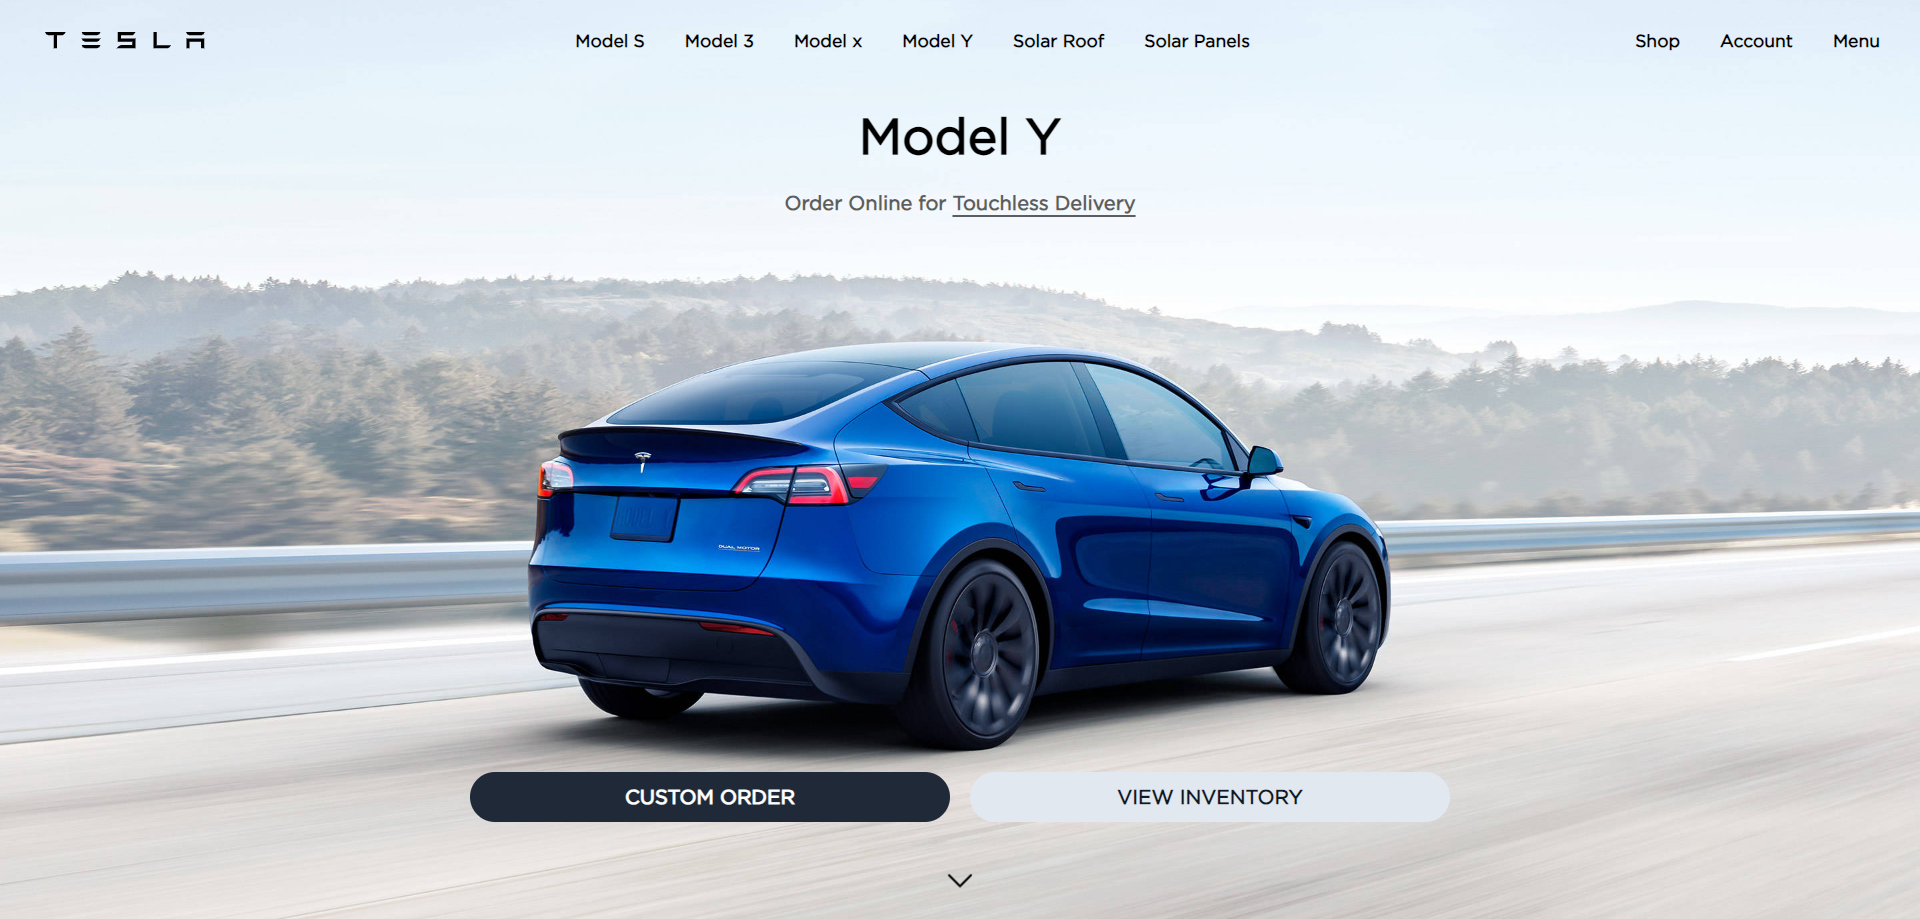 TESLA
Model S Model 3 Model x Model Y Solar Roof Solar Panels
Shop Account Menu
Model Y
Order Online for Touchless Delivery
DUAL MOTOR
CUSTOM ORDER
VIEW INVENTORY